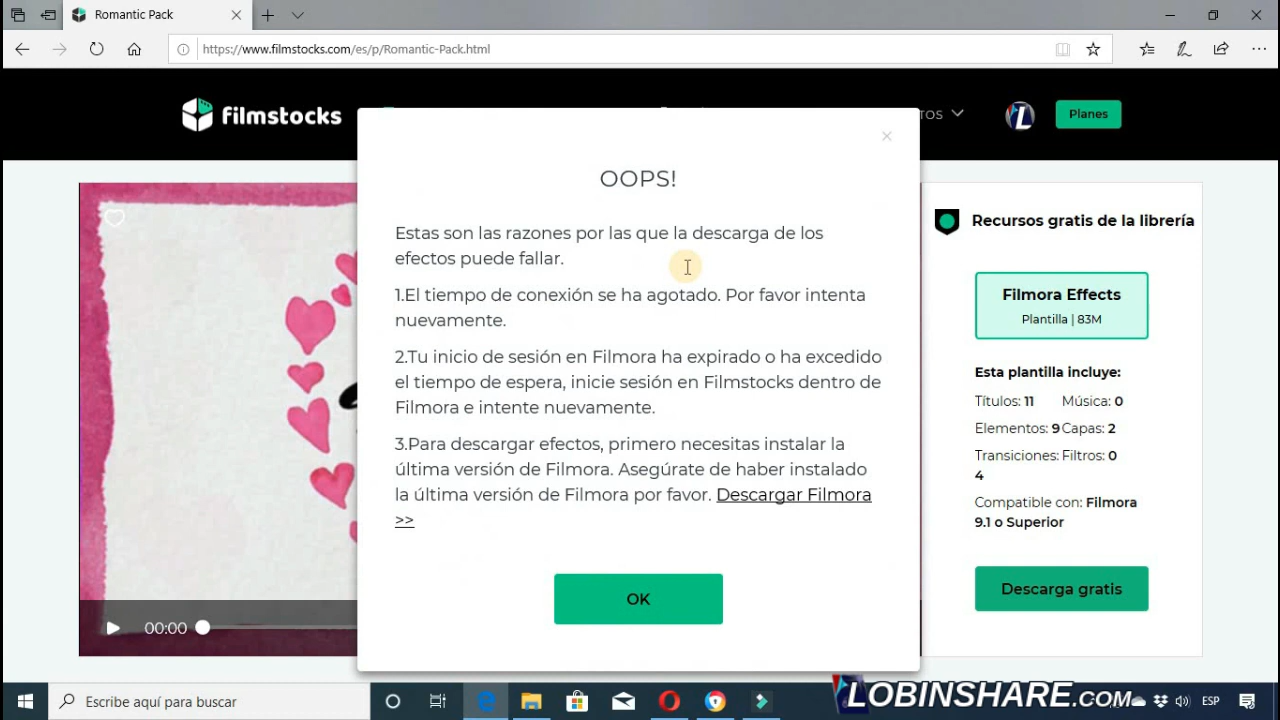 Romantic Pack
https://www.filmstocks.com/es/p/Romantic-Pack.html
filmstocks
TOS
Planes
OOPS!
Estas son las razones por las que la descarga de los
efectos puede fallar.
1.El tiempo de conexión se ha agotado. Por favor intenta
nuevamente.
2.Tu inicio de sesión en Filmora ha expirado o ha excedido
el tiempo de espera, inicie sesión en Filmstocks dentro de
Filmora e intente nuevamente.
3.Para descargar efectos, primero necesitas instalar la
última versión de Filmora. Asegúrate de haber instalado
la última versión de Filmora por favor. Descargar Filmora
>>
OK
00:00
Recursos gratis de la librería
Filmora Effects
Plantilla | 83M
Esta plantilla incluye:
Títulos: 11 Música: 0
Elementos: 9 Capas: 2
Transiciones: Filtros: 0
4
Compatible con: Filmora
9.1 o Superior
Descarga gratis
Escribe aquí para buscar
LOBINSHARE.COM
ESP